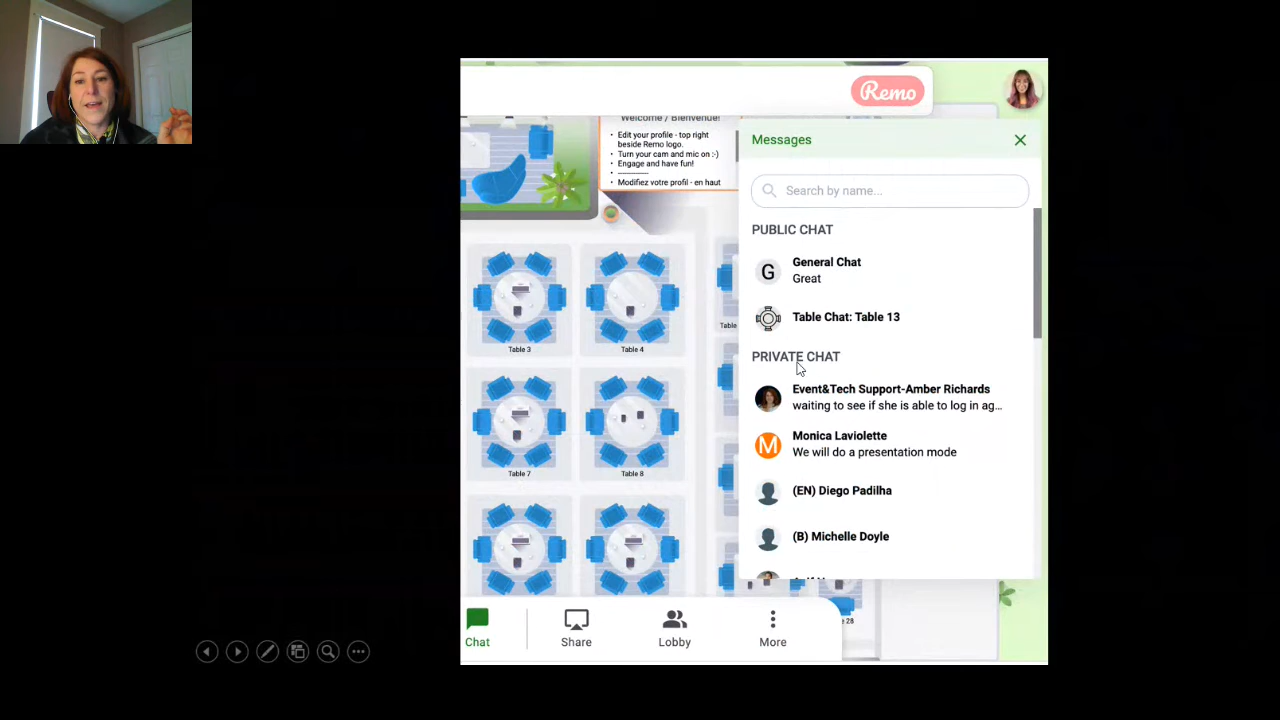 Remo
Welcome / Bienvenue!
• Edit your profile - top right
beside Remo logo.
• Turn your cam and mic on :-)
• Engage and have fun!
• ----------
• Modifiez votre profil - en haut
Messages
Search by name...
PUBLIC CHAT
G
General Chat
Great
Table Chat: Table 13
PRIVATE CHAT
Event&Tech Support-Amber Richards
waiting to see if she is able to log in ag...
M
Monica Laviolette
We will do a presentation mode
(EN) Diego Padilha
(B) Michelle Doyle
Table 3
Table 4
Table
Table 7
Table 8
28
Chat
Share
Lobby
More